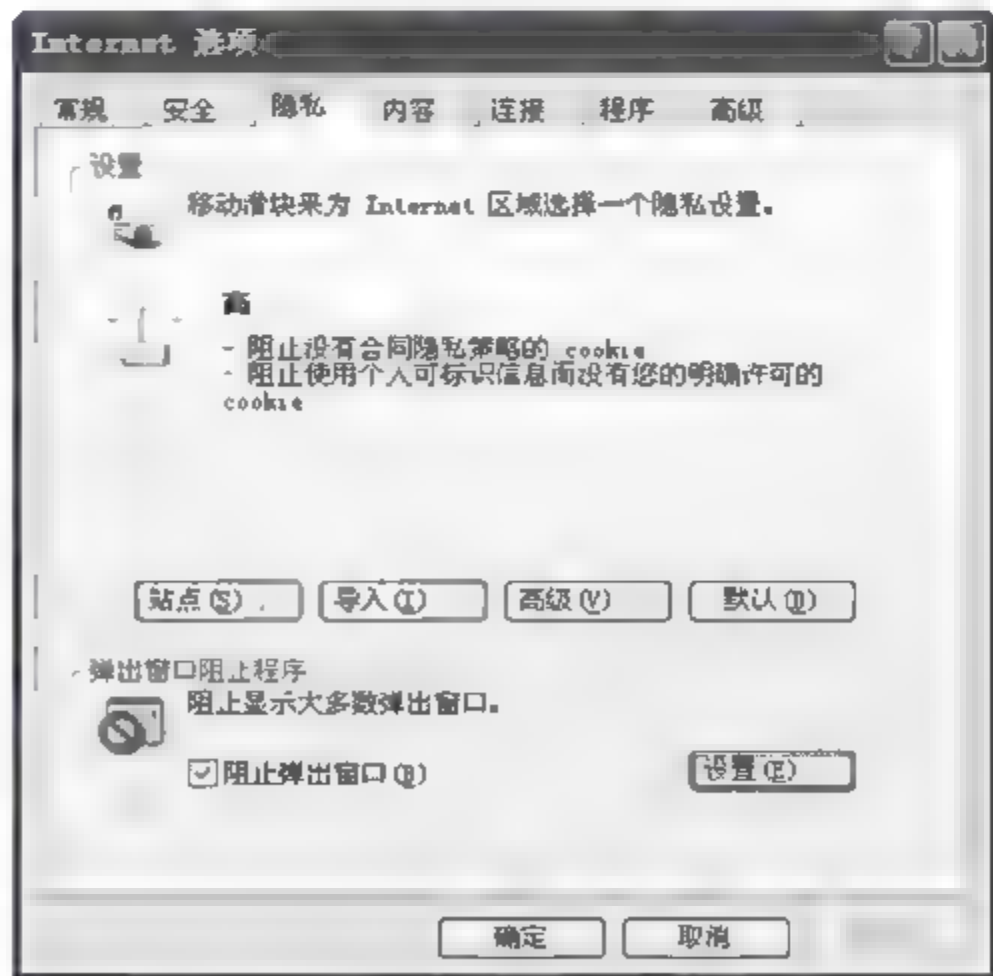 Internet 选项
常规 安全 隐私 内容 连接 程序 高级
设置
移动滑块来为 Internet 区域选择一个隐私设置。
高
- 阻止没有合同隐私策略的 cookie
- 阻止使用个人可标识信息而没有您的明确许可的
cookie
站点(S) 导入(I) 高级(V) 默认(D)
弹出窗口阻止程序
阻止显示大多数弹出窗口。
阻止弹出窗口(B) 设置(E)
确定 取消